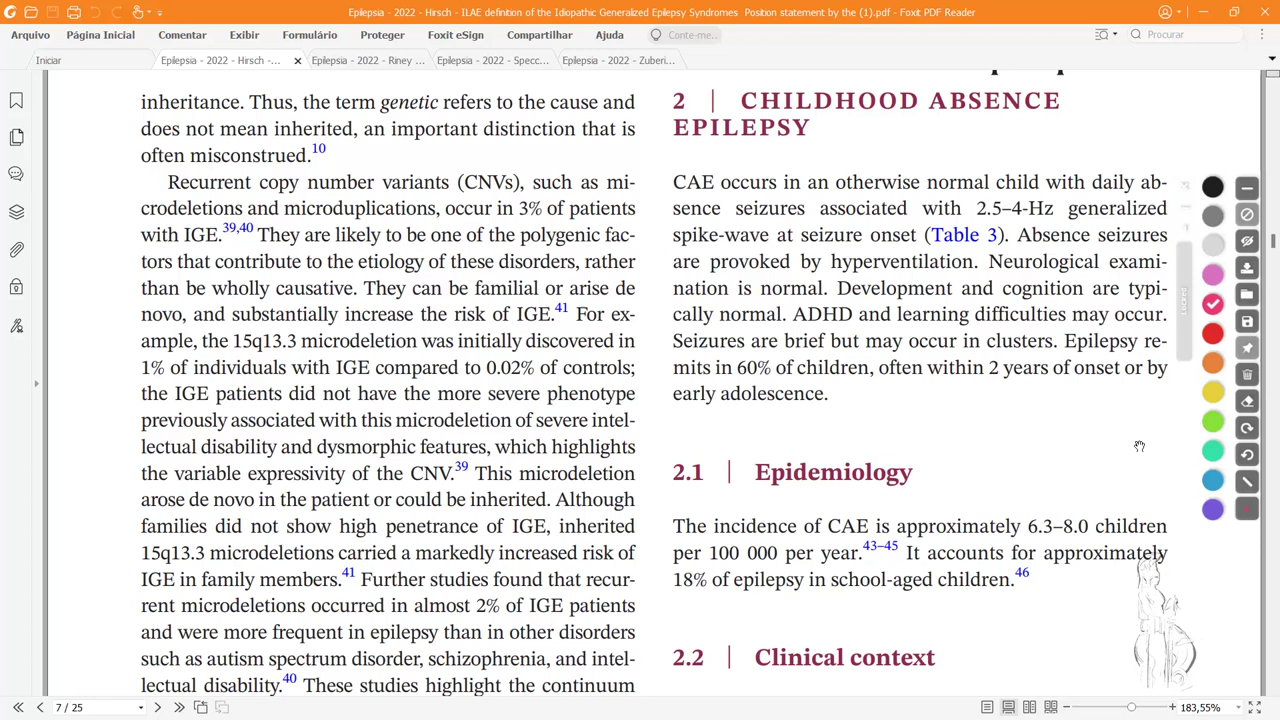 Epilepsia - 2022 - Hirsch - ILAE definition of the Idiopathic Generalized Epilepsy Syndromes Position statement by the (1).pdf - Foxit PDF Reader
Arquivo Página Inicial Comentar Exibir Formulário Proteger Foxit eSign Compartilhar Ajuda Conte-me... Procurar
Iniciar Epilepsia - 2022 - Hirsch -... Epilepsia - 2022 - Riney ... Epilepsia - 2022 - Specc... Epilepsia - 2022 - Zuberi...
inheritance. Thus, the term genetic refers to the cause and
does not mean inherited, an important distinction that is
often misconstrued.10
Recurrent copy number variants (CNVs), such as mi-
crodeletions and microduplications, occur in 3% of patients
with IGE.39,40 They are likely to be one of the polygenic fac-
tors that contribute to the etiology of these disorders, rather
than be wholly causative. They can be familial or arise de
novo, and substantially increase the risk of IGE.41 For ex-
ample, the 15q13.3 microdeletion was initially discovered in
1% of individuals with IGE compared to 0.02% of controls;
the IGE patients did not have the more severe phenotype
previously associated with this microdeletion of severe intel-
lectual disability and dysmorphic features, which highlights
the variable expressivity of the CNV.39 This microdeletion
arose de novo in the patient or could be inherited. Although
families did not show high penetrance of IGE, inherited
15q13.3 microdeletions carried a markedly increased risk of
IGE in family members.41 Further studies found that recur-
rent microdeletions occurred in almost 2% of IGE patients
and were more frequent in epilepsy than in other disorders
such as autism spectrum disorder, schizophrenia, and intel-
lectual disability.40 These studies highlight the continuum
2 | CHILDHOOD ABSENCE
EPILEPSY
CAE occurs in an otherwise normal child with daily ab-
sence seizures associated with 2.5–4-Hz generalized
spike-wave at seizure onset (Table 3). Absence seizures
are provoked by hyperventilation. Neurological exami-
nation is normal. Development and cognition are typi-
cally normal. ADHD and learning difficulties may occur.
Seizures are brief but may occur in clusters. Epilepsy re-
mits in 60% of children, often within 2 years of onset or by
early adolescence.
2.1 | Epidemiology
The incidence of CAE is approximately 6.3–8.0 children
per 100 000 per year.43–45 It accounts for approximately
18% of epilepsy in school-aged children.46
2.2 | Clinical context
7 / 25 183,55%